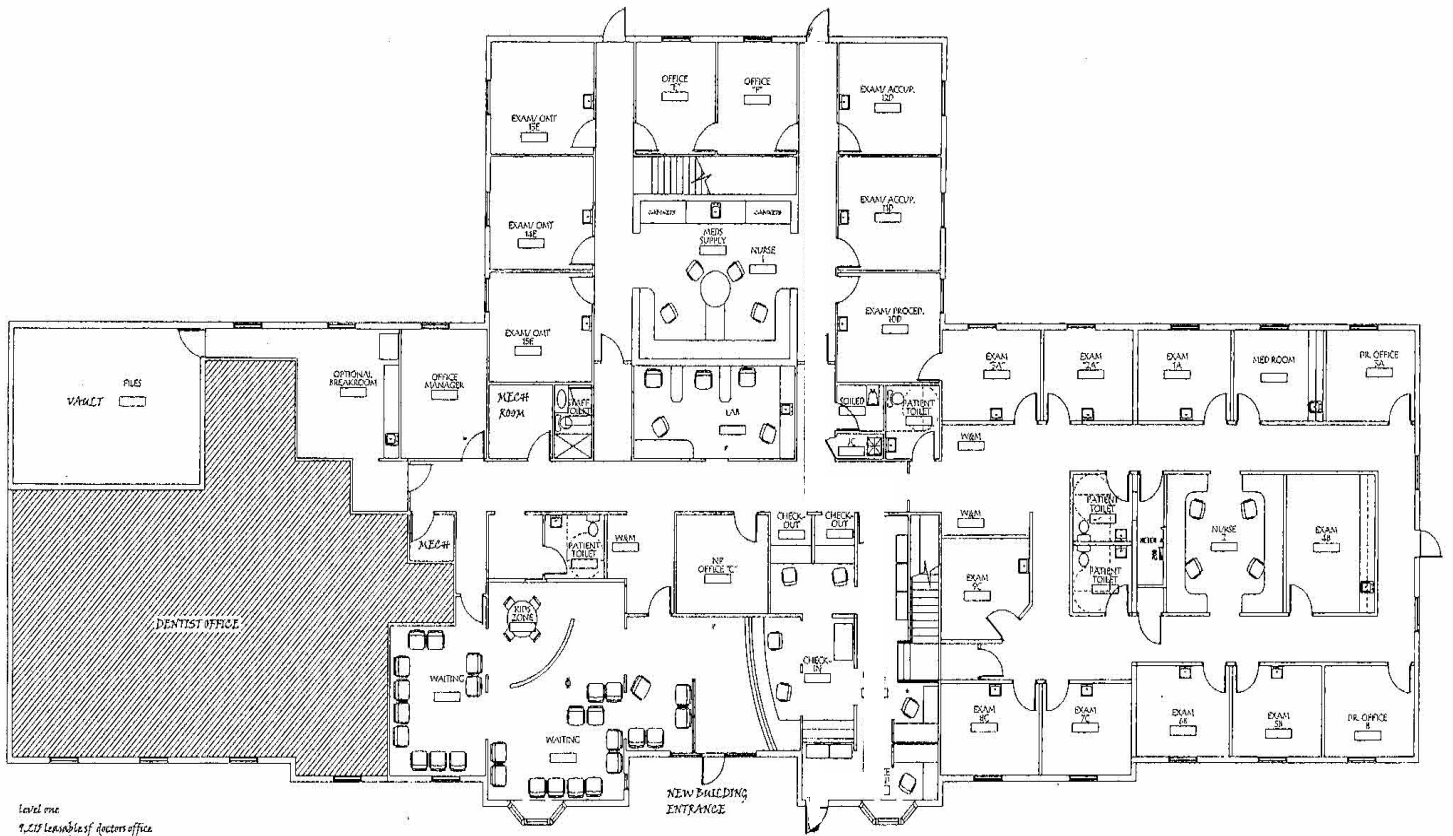 OFFICE
"E"
OFFICE
"F"
EXAM/ ACCUP.
12D
EXAM/ OMT
13E
EXAM/ OMT
14E
EXAM/ ACCUP.
11D
CABINETS
CABINETS
MEDS
SUPPLY
NURSE
1
EXAM/ OMT
15E
EXAM/ PROCED.
10D
FILES
VAULT
OPTIONAL
BREAKROOM
OFFICE
MANAGER
MECH
ROOM
STAFF
TOILET
LAB
SOILED
PATIENT
TOILET
JC
EXAM
EXAM
EXAM
1A
MED ROOM
DR. OFFICE
W&M
W&M
MECH
PATIENT
TOILET
W&M
NP
OFFICE "C"
CHECK-
OUT
CHECK-
OUT
PATIENT
TOILET
PATIENT
TOILET
NURSE
2
EXAM
4B
EXAM
9C
DENTIST OFFICE
KIDS
ZONE
WAITING
CHECK-
IN
WAITING
EXAM
8C
EXAM
7C
EXAM
6B
EXAM
5B
DR. OFFICE
B
NEW BUILDING
ENTRANCE
level one
leasable sf doctors office